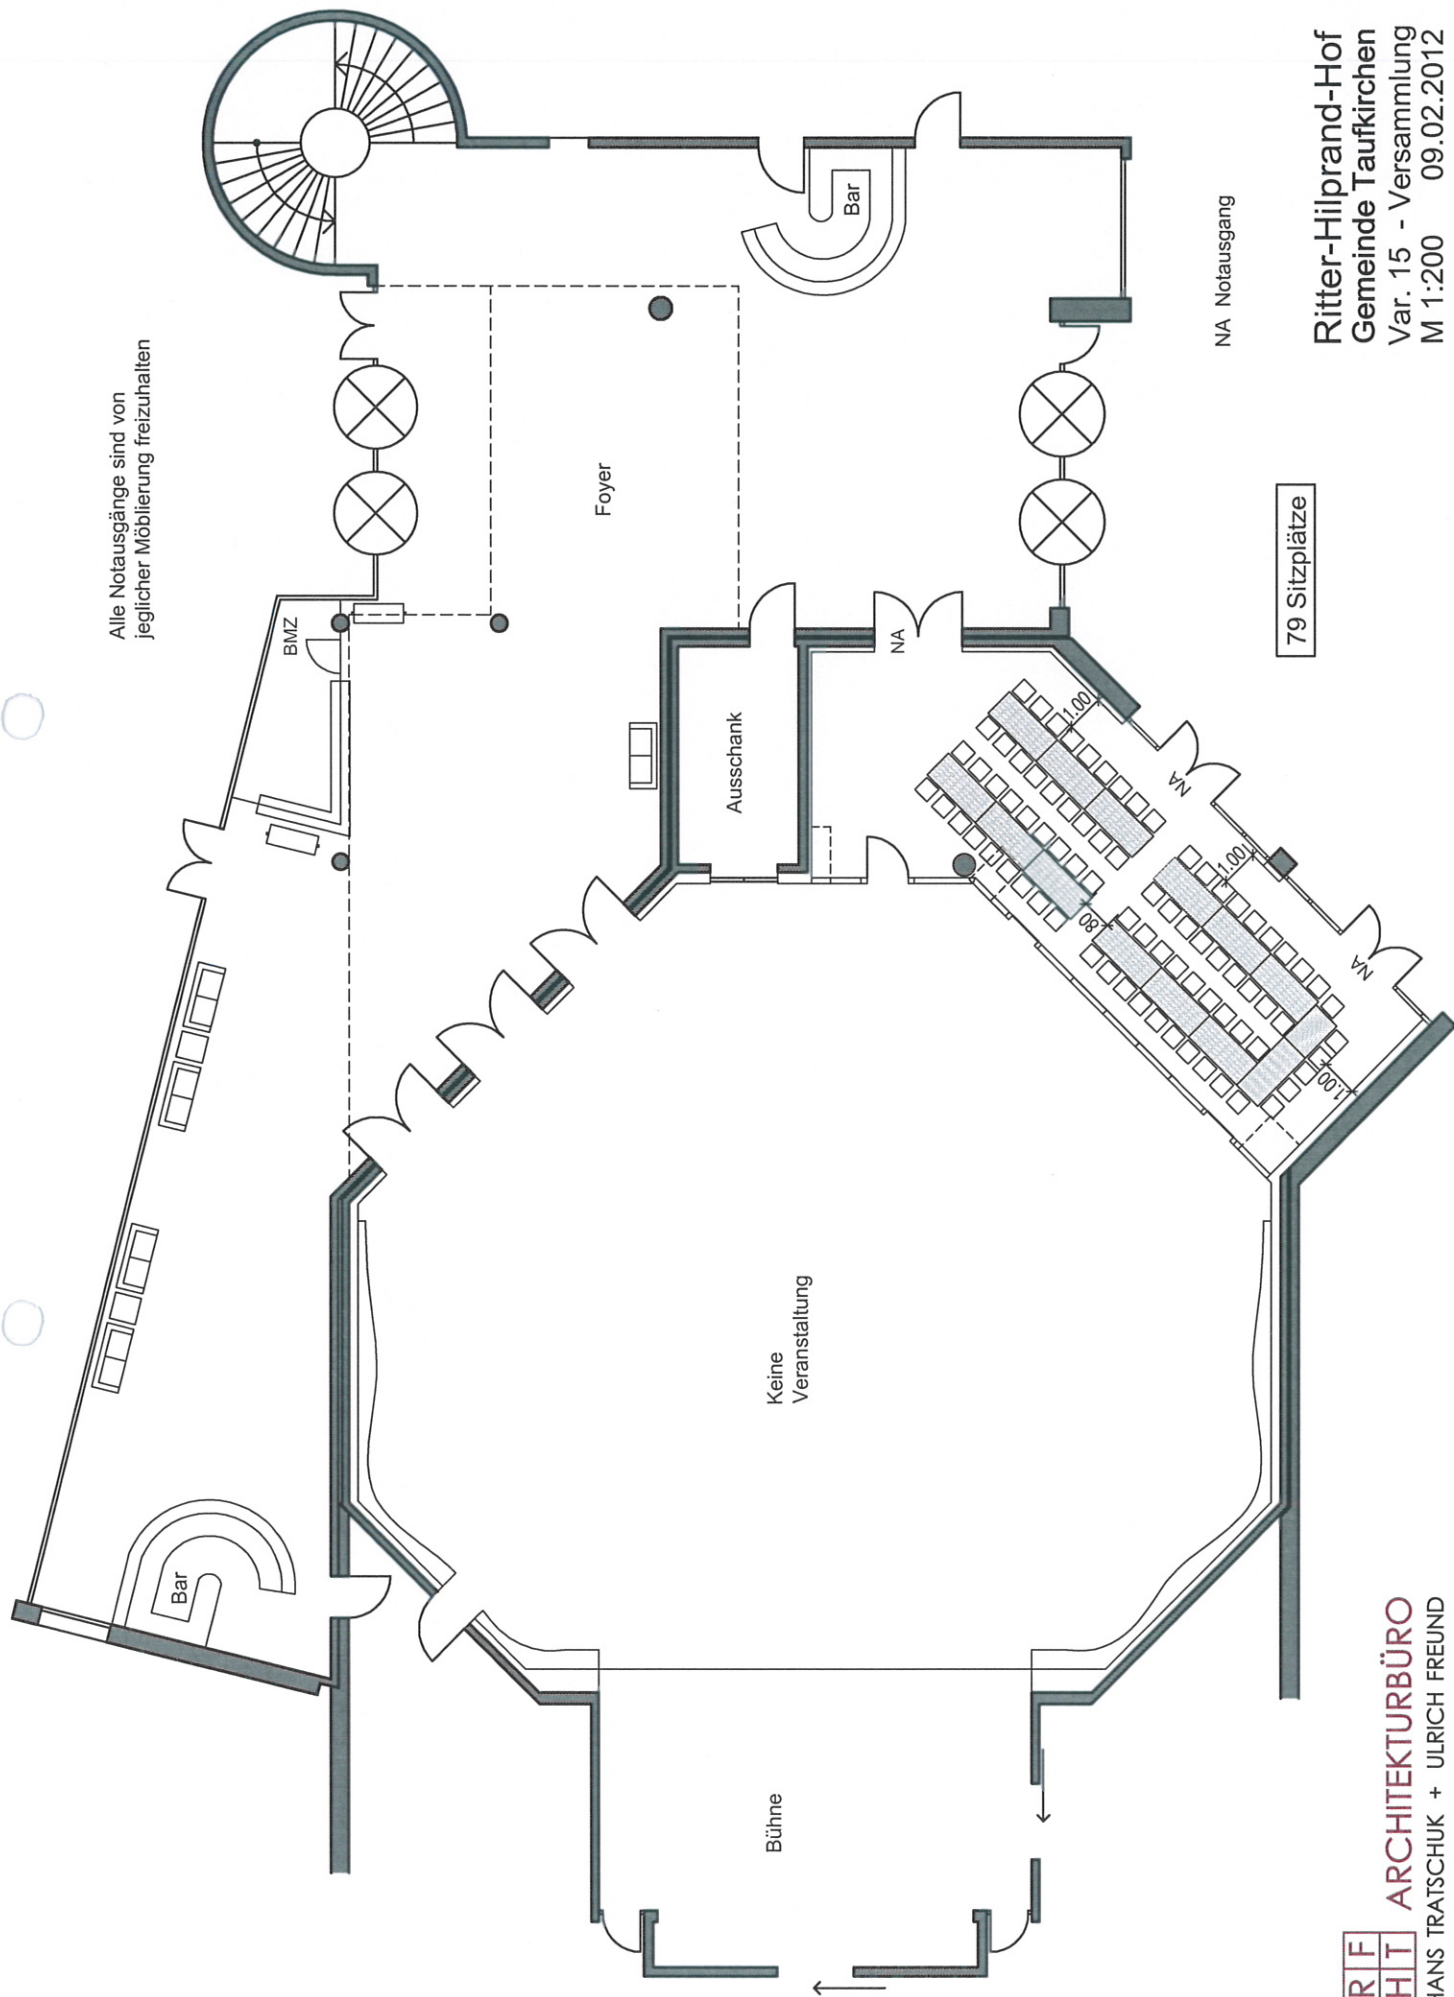 Alle Notausgänge sind von
jeglicher Möblierung freizuhalten
BMZ
Foyer
Bar
NA Notausgang
Ritter-Hilprand-Hof
Gemeinde Taufkirchen
Var. 15 - Versammlung
M 1:200 09.02.2012
79 Sitzplätze
Ausschank
NA
1.00
NA
1.00
NA
80
1.00
Keine
Veranstaltung
Bar
Bühne
R F
H T
ARCHITEKTURBÜRO
HANS TRATSCHUK + ULRICH FREUND